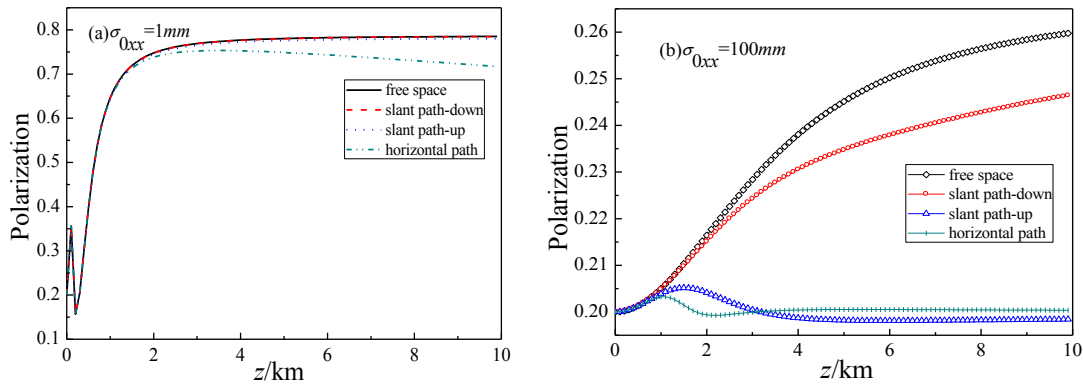 (a)σ0xx=1mm
0.8
0.7
0.6
0.5
0.4
0.3
0.2
0.1
Polarization
free space
slant path-down
slant path-up
horizontal path
0 2 4 6 8 10
z/km
(b)σ0xx=100mm
0.26
0.25
0.24
0.23
0.22
0.21
0.20
Polarization
free space
slant path-down
slant path-up
horizontal path
0 2 4 6 8 10
z/km